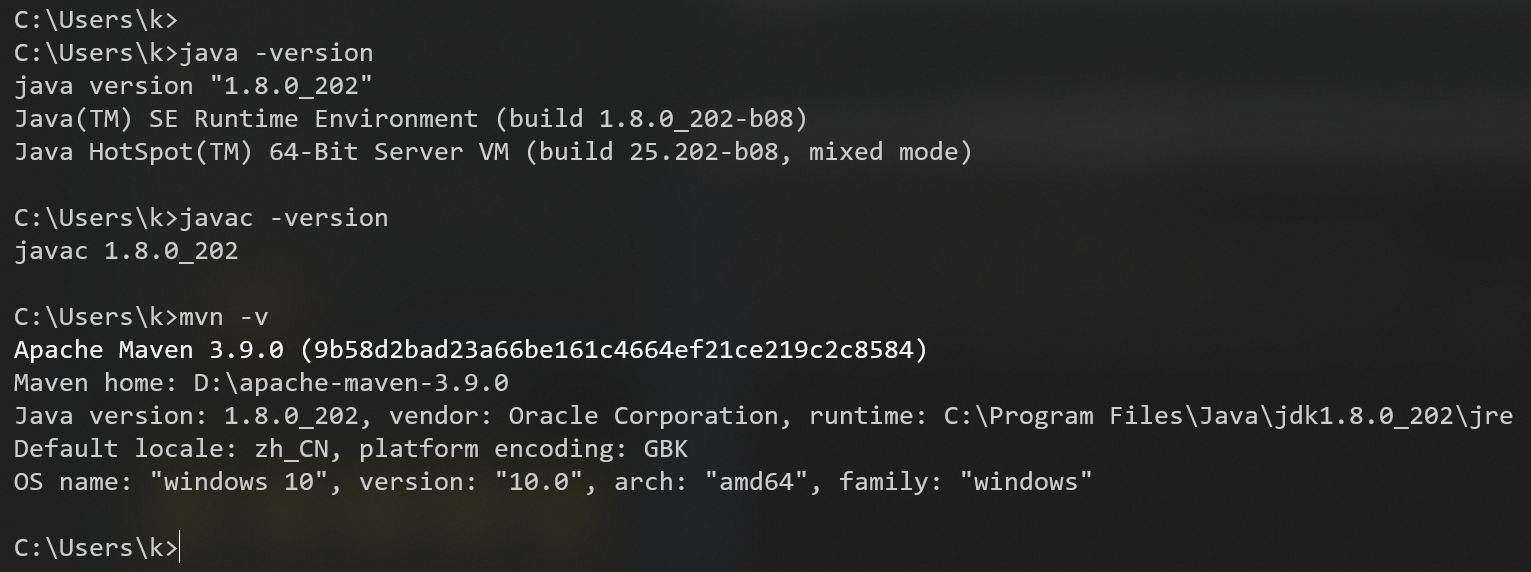 C:\Users\k>
C:\Users\k>java -version
java version "1.8.0_202"
Java(TM) SE Runtime Environment (build 1.8.0_202-b08)
Java HotSpot(TM) 64-Bit Server VM (build 25.202-b08, mixed mode)
C:\Users\k>javac -version
javac 1.8.0_202
C:\Users\k>mvn -v
Apache Maven 3.9.0 (9b58d2bad23a66be161c4664ef21ce219c2c8584)
Maven home: D:\apache-maven-3.9.0
Java version: 1.8.0_202, vendor: Oracle Corporation, runtime: C:\Program Files\Java\jdk1.8.0_202\jre
Default locale: zh_CN, platform encoding: GBK
OS name: "windows 10", version: "10.0", arch: "amd64", family: "windows"
C:\Users\k>